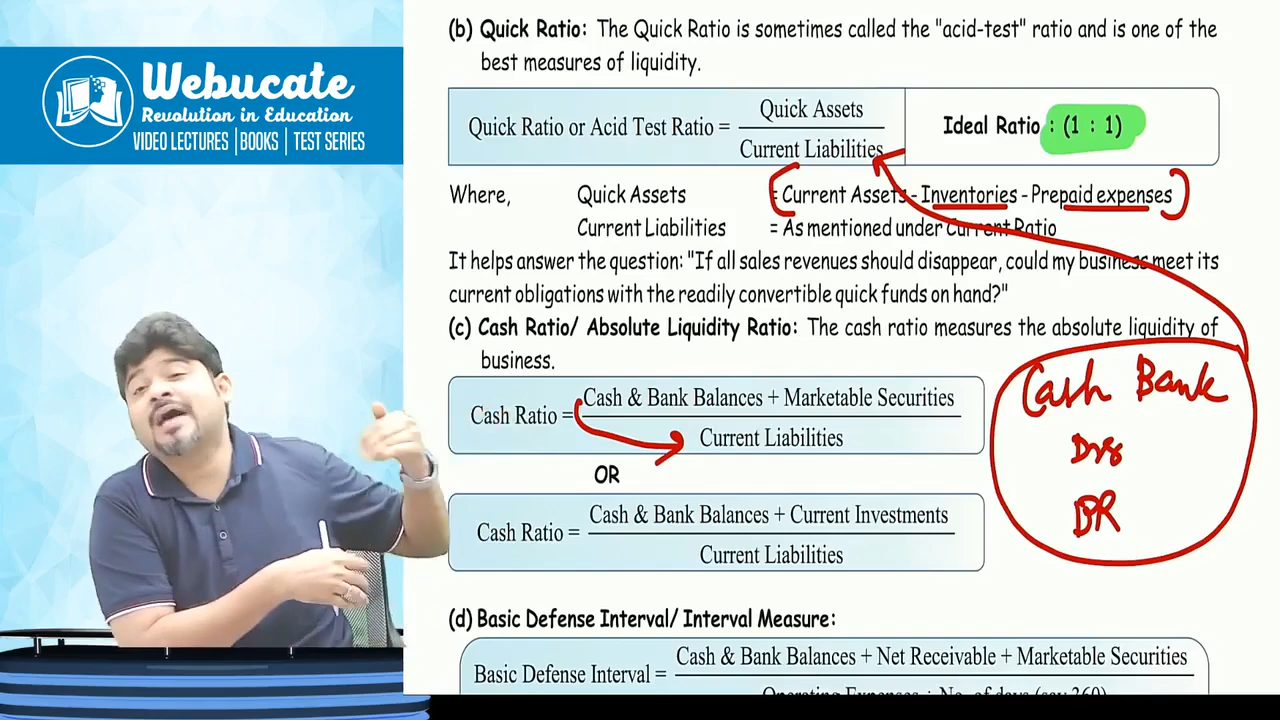 Webucate
Revolution in Education
VIDEO LECTURES | BOOKS | TEST SERIES
(b) Quick Ratio: The Quick Ratio is sometimes called the "acid-test" ratio and is one of the
best measures of liquidity.
Quick Ratio or Acid Test Ratio = Quick Assets
Current Liabilities
Ideal Ratio : (1 : 1)
Where, Quick Assets = Current Assets - Inventories - Prepaid expenses
Current Liabilities = As mentioned under Current Ratio
It helps answer the question: "If all sales revenues should disappear, could my business meet its
current obligations with the readily convertible quick funds on hand?"
(c) Cash Ratio/ Absolute Liquidity Ratio: The cash ratio measures the absolute liquidity of
business.
Cash Ratio = Cash & Bank Balances + Marketable Securities
Current Liabilities
Cash Bank
Drs
BR
OR
Cash Ratio = Cash & Bank Balances + Current Investments
Current Liabilities
(d) Basic Defense Interval/ Interval Measure:
Basic Defense Interval = Cash & Bank Balances + Net Receivable + Marketable Securities
Operating Expenses ÷ No. of days (say 360)